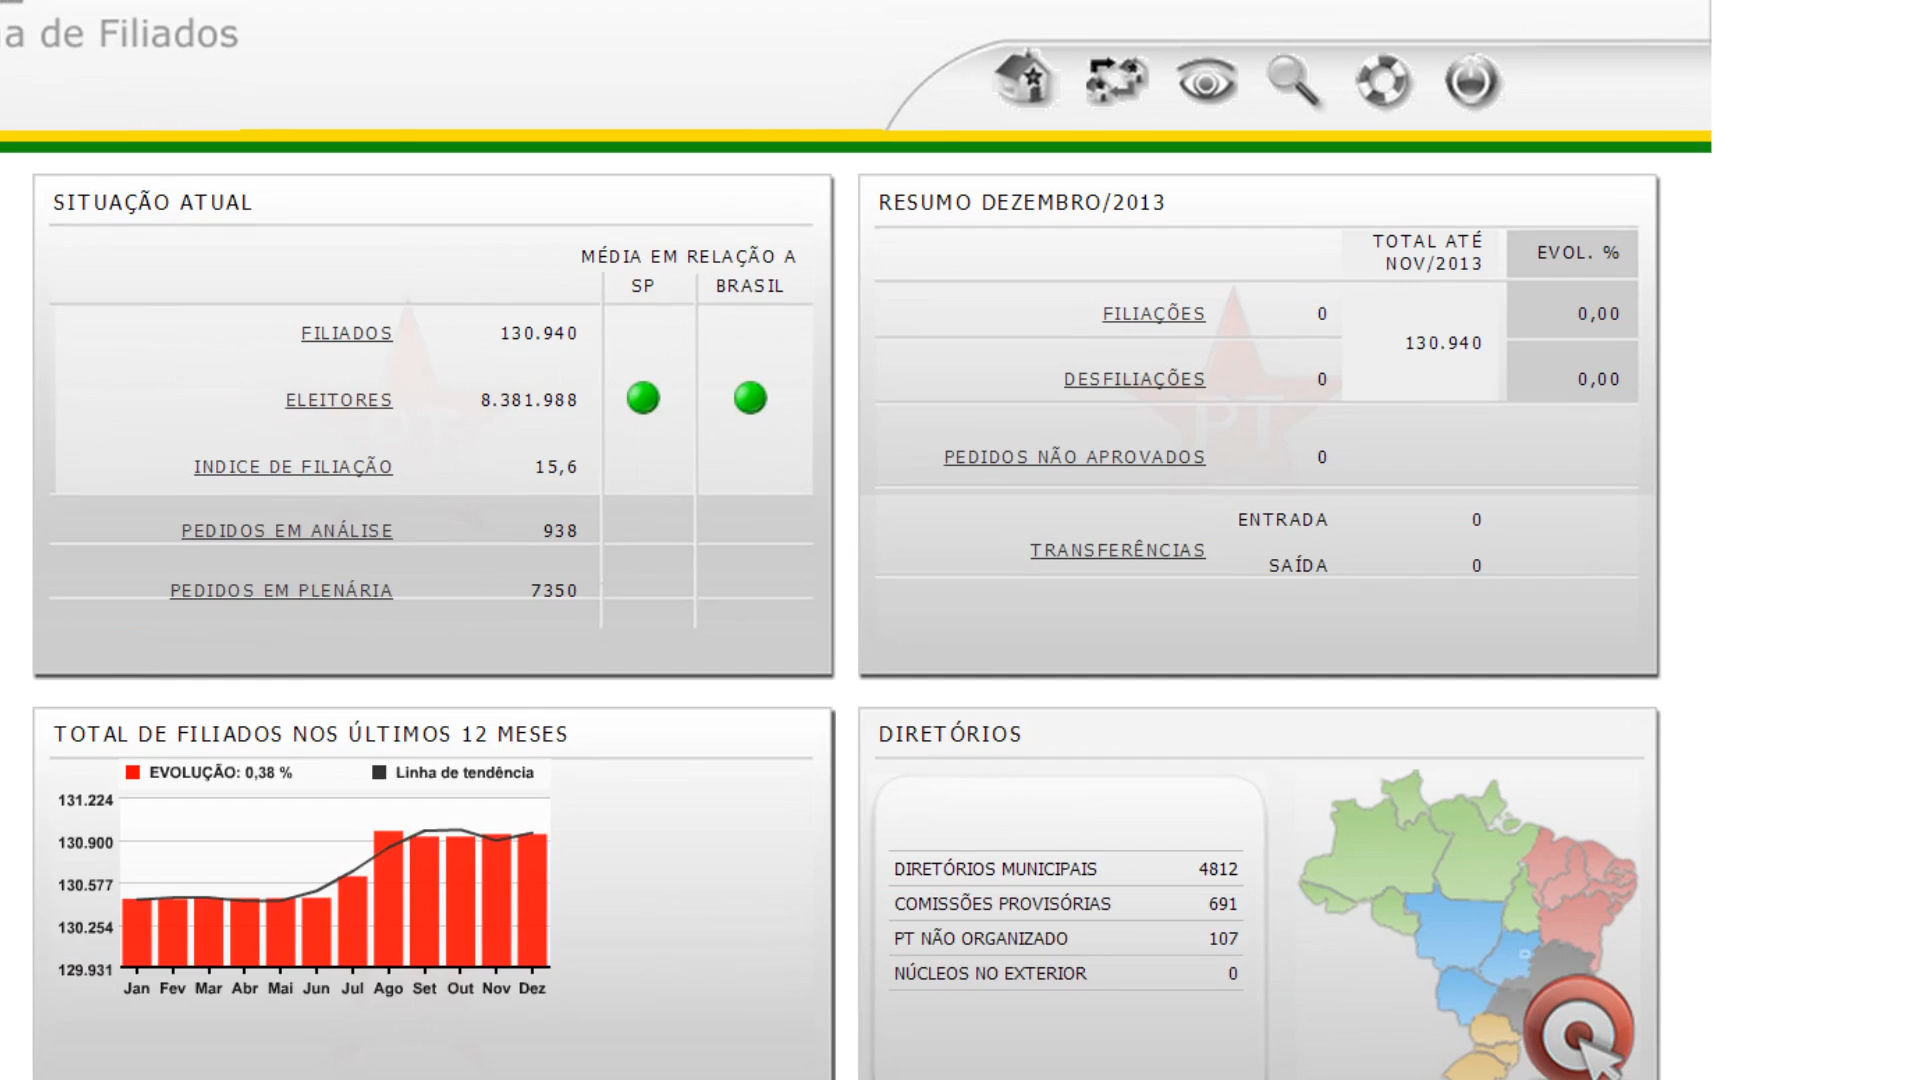 a de Filiados
SITUAÇÃO ATUAL
MÉDIA EM RELAÇÃO A
SP BRASIL
FILIADOS 130.940
ELEITORES 8.381.988
INDICE DE FILIAÇÃO 15,6
PEDIDOS EM ANÁLISE 938
PEDIDOS EM PLENÁRIA 7350
RESUMO DEZEMBRO/2013
TOTAL ATÉ
NOV/2013
EVOL. %
FILIAÇÕES 0 0,00
130.940
DESFILIAÇÕES 0 0,00
PT
PEDIDOS NÃO APROVADOS 0
ENTRADA 0
TRANSFERÊNCIAS
SAÍDA 0
TOTAL DE FILIADOS NOS ÚLTIMOS 12 MESES
EVOLUÇÃO: 0,38 % Linha de tendência
131.224
130.900
130.577
130.254
129.931
Jan Fev Mar Abr Mai Jun Jul Ago Set Out Nov Dez
DIRETÓRIOS
DIRETÓRIOS MUNICIPAIS 4812
COMISSÕES PROVISÓRIAS 691
PT NÃO ORGANIZADO 107
NÚCLEOS NO EXTERIOR 0